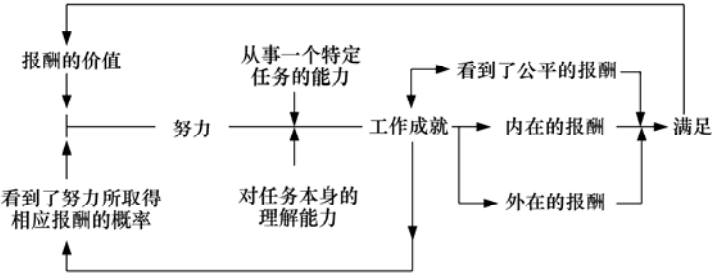 报酬的价值
从事一个特定
任务的能力
看到了公平的报酬
努力
工作成就
内在的报酬
满足
看到了努力所取得
相应报酬的概率
对任务本身的
理解能力
外在的报酬